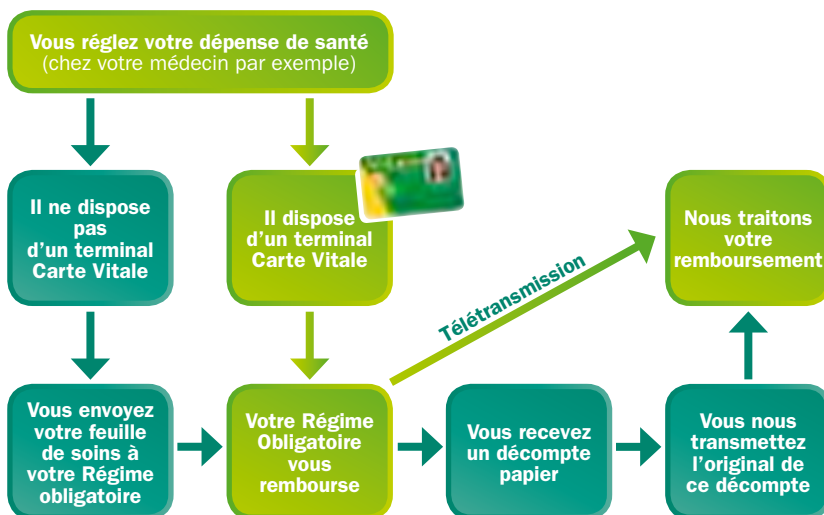 Vous réglez votre dépense de santé
(chez votre médecin par exemple)
Il ne dispose
pas
d'un terminal
Carte Vitale
Il dispose
d'un terminal
Carte Vitale
Nous traitons
votre
remboursement
Télétransmission
Vous envoyez
votre feuille
de soins à
votre Régime
obligatoire
Votre Régime
Obligatoire
vous
rembourse
Vous recevez
un décompte
papier
Vous nous
transmettez
l'original de
ce décompte